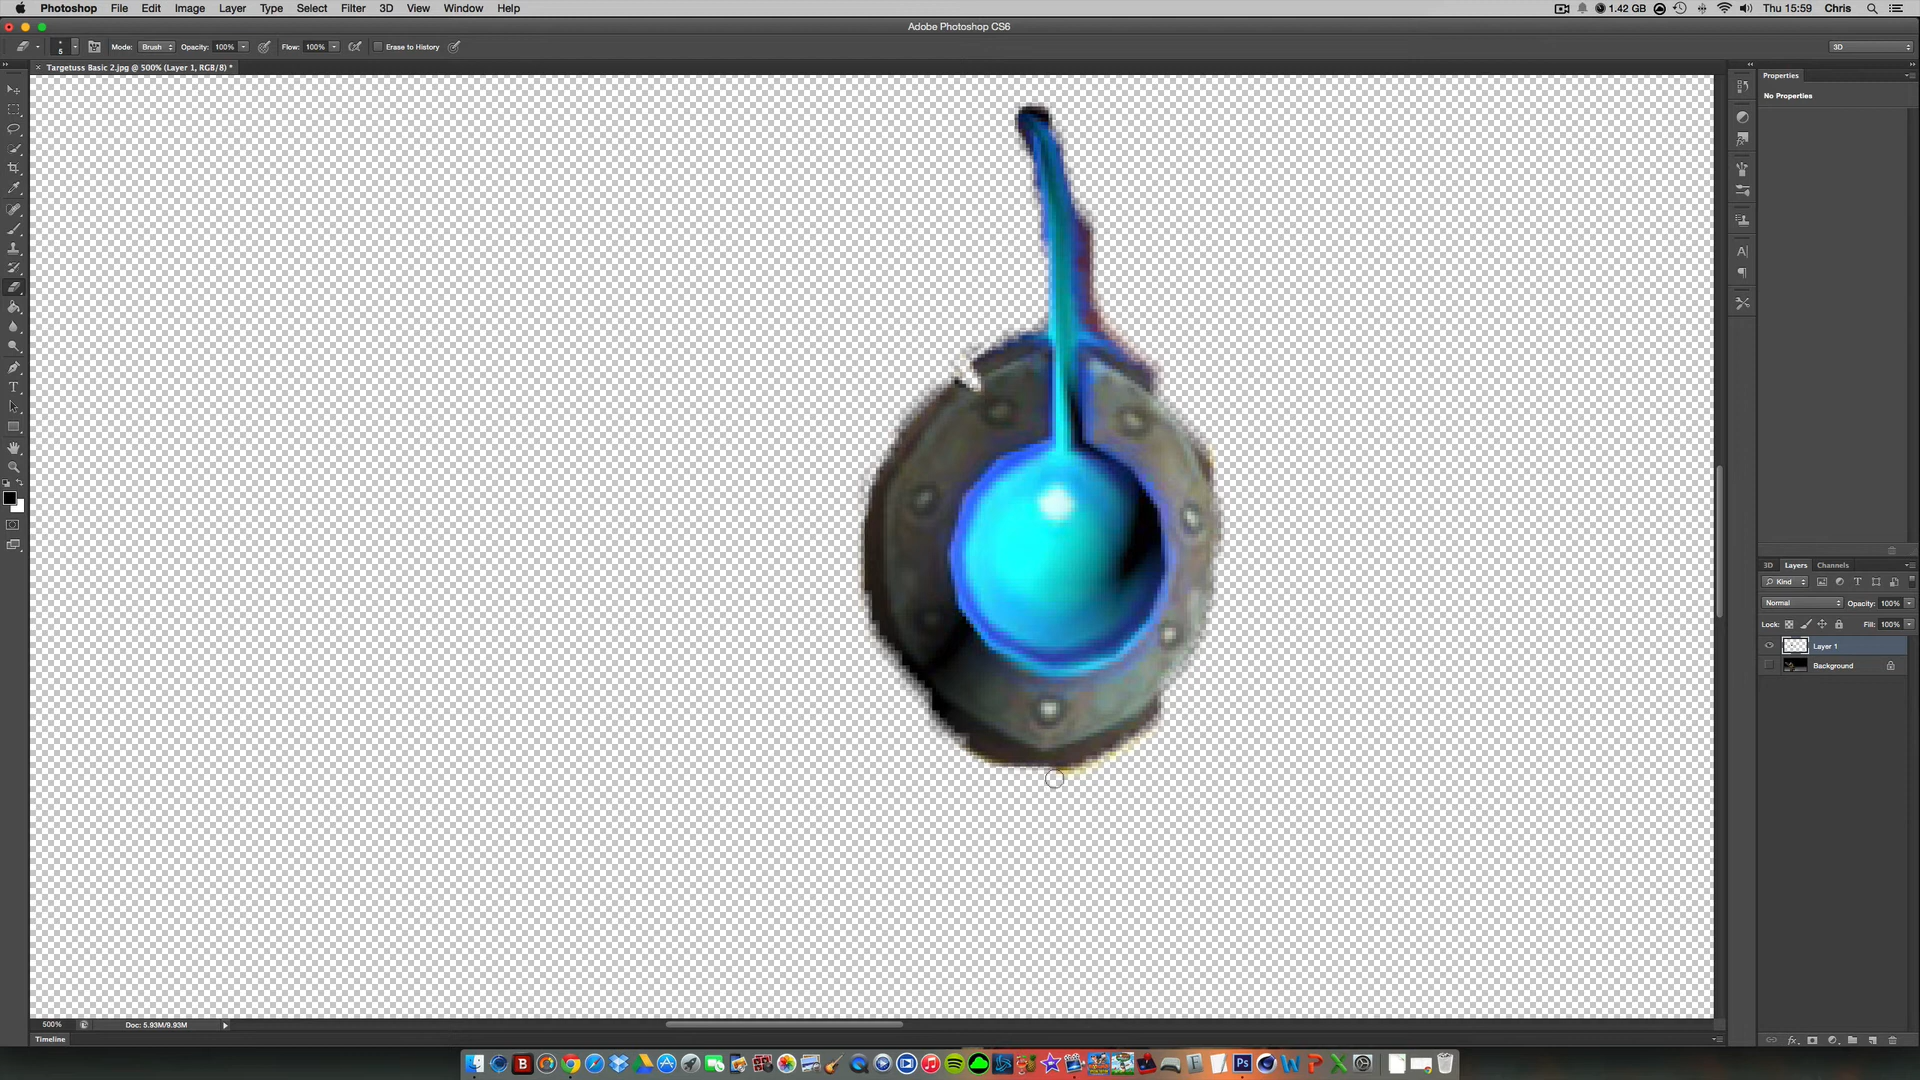 Photoshop File Edit Image Layer Type Select Filter 3D View Window Help 1.42 GB Thu 15:59 Chris
Adobe Photoshop CS6
5 Mode: Brush Opacity: 100% Flow: 100% Erase to History 3D
Targetuss Basic 2.jpg @ 500% (Layer 1, RGB/8) *
Properties
No Properties
3D Layers Channels
Kind
Normal Opacity: 100%
Lock: Fill: 100%
Layer 1
Background
500% Doc: 5.93M/9.93M
Timeline